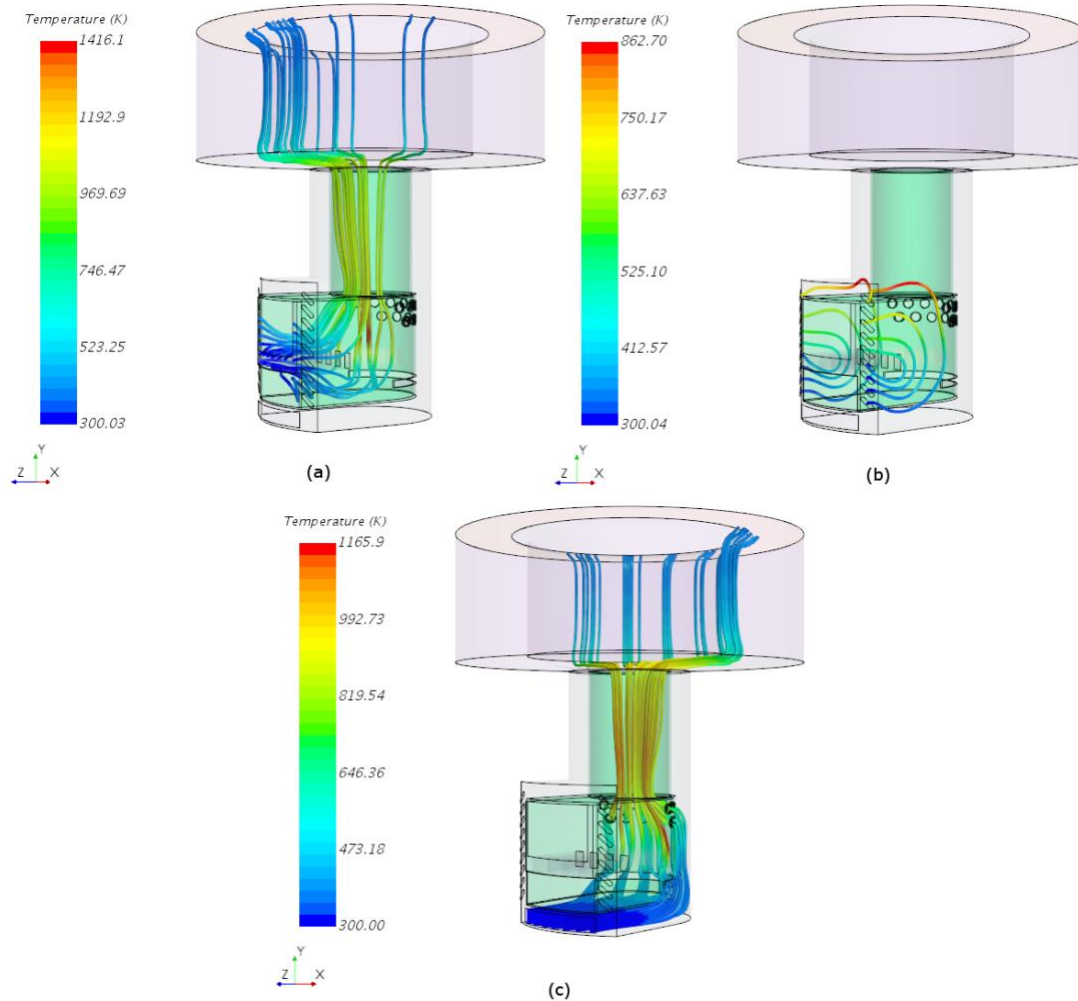 Temperature (K)
1416.1
1192.9
969.69
746.47
523.25
300.03
Y
Z X
(a)
Temperature (K)
862.70
750.17
637.63
525.10
412.57
300.04
Y
Z X
(b)
Temperature (K)
1165.9
992.73
819.54
646.36
473.18
300.00
Y
Z X
(c)